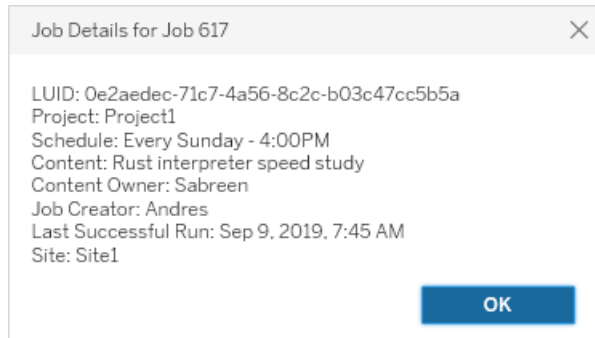 Job Details for Job 617
LUID: 0e2aedec-71c7-4a56-8c2c-b03c47cc5b5a
Project: Project1
Schedule: Every Sunday - 4:00PM
Content: Rust interpreter speed study
Content Owner: Sabreen
Job Creator: Andres
Last Successful Run: Sep 9, 2019, 7:45 AM
Site: Site1
OK